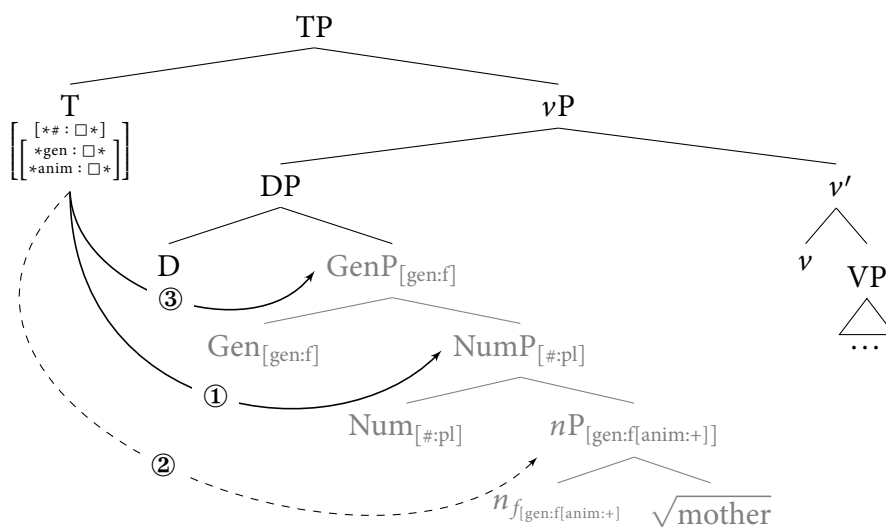 TP
T vP
[*# : □*]
*gen : □*
*anim : □*
DP v′
D GenP[gen:f] v VP
③
Gen[gen:f] NumP[#:pl] …
①
Num[#:pl] nP[gen:f[anim:+]]
②
n f[gen:f[anim:+] √mother